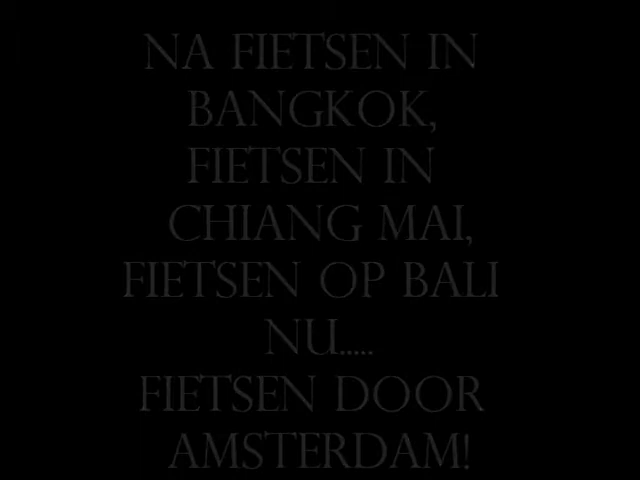 NA FIETSEN IN
BANGKOK,
FIETSEN IN
CHIANG MAI,
FIETSEN OP BALI
NU.....
FIETSEN DOOR
AMSTERDAM!